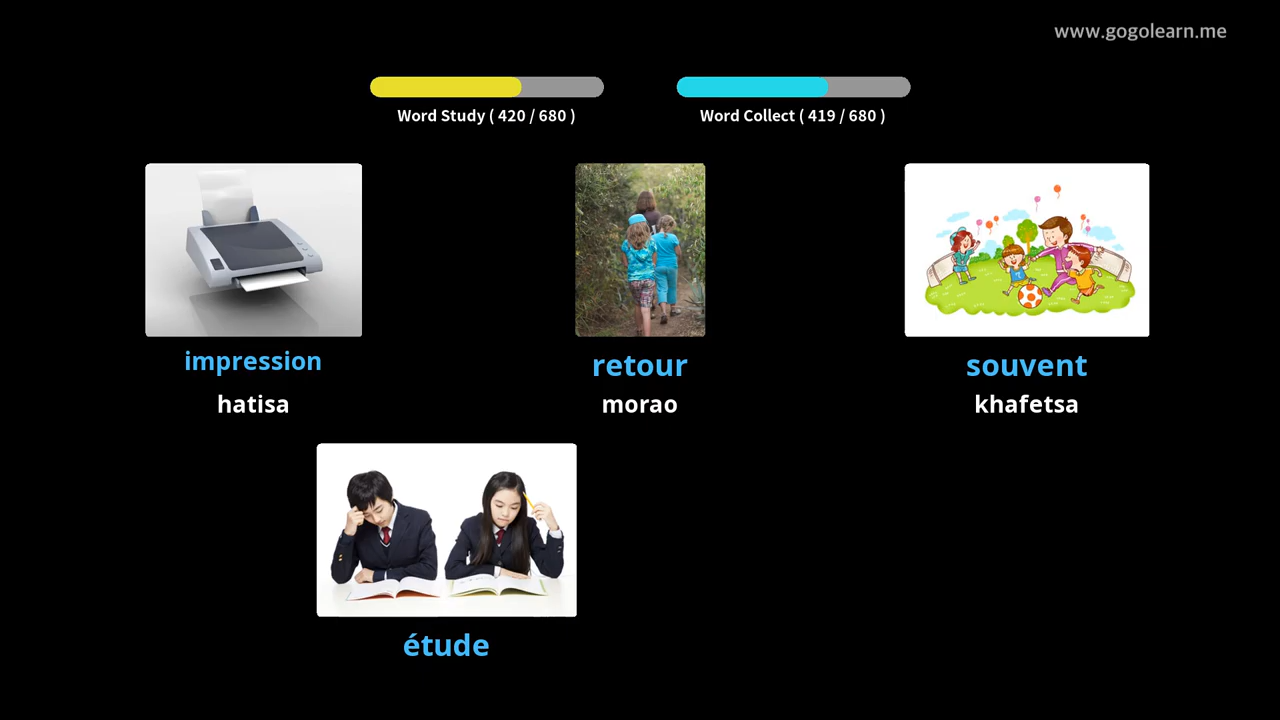 www.gogolearn.me
Word Study ( 420 / 680 )
Word Collect ( 419 / 680 )
impression
retour
souvent
hatisa
morao
khafetsa
étude